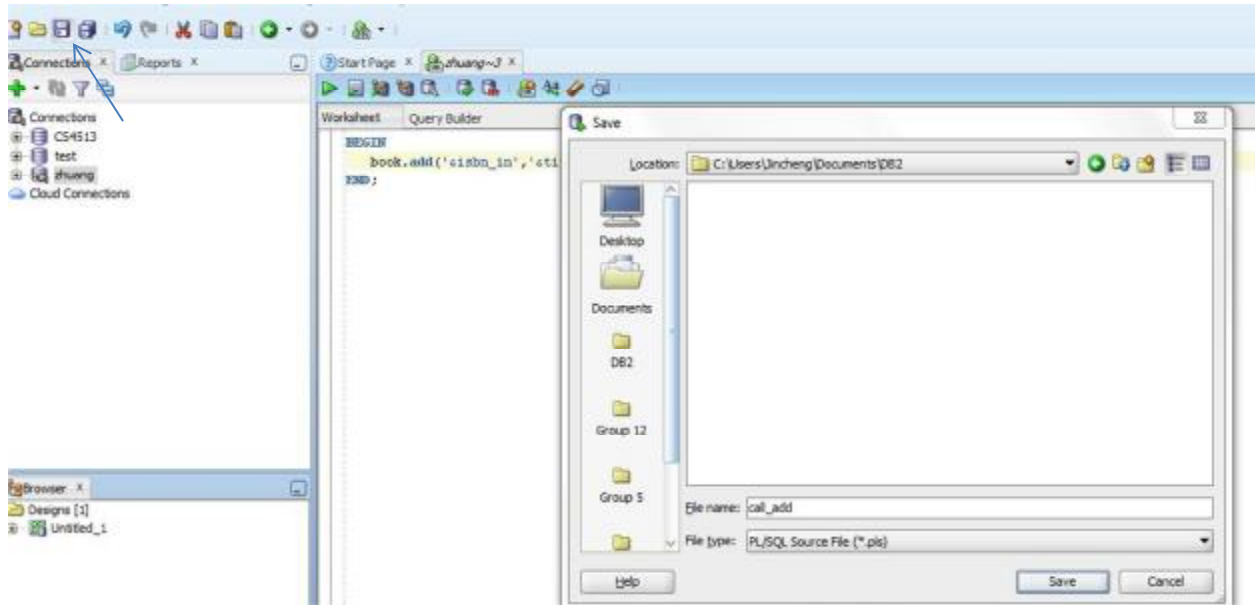 Connections
Reports
Start Page
zhuang~3
Worksheet
Query Builder
Connections
CS4513
test
zhuang
Cloud Connections
BEGIN
book.add('&isbn_in','&ti
END;
Save
Location:
C:\Users\Jincheng\Documents\DB2
Desktop
Documents
DB2
Group 12
Group 5
File name:
call_add
File type:
PL/SQL Source File (*.pls)
Help
Save
Cancel
Browser
Designs [1]
Untitled_1